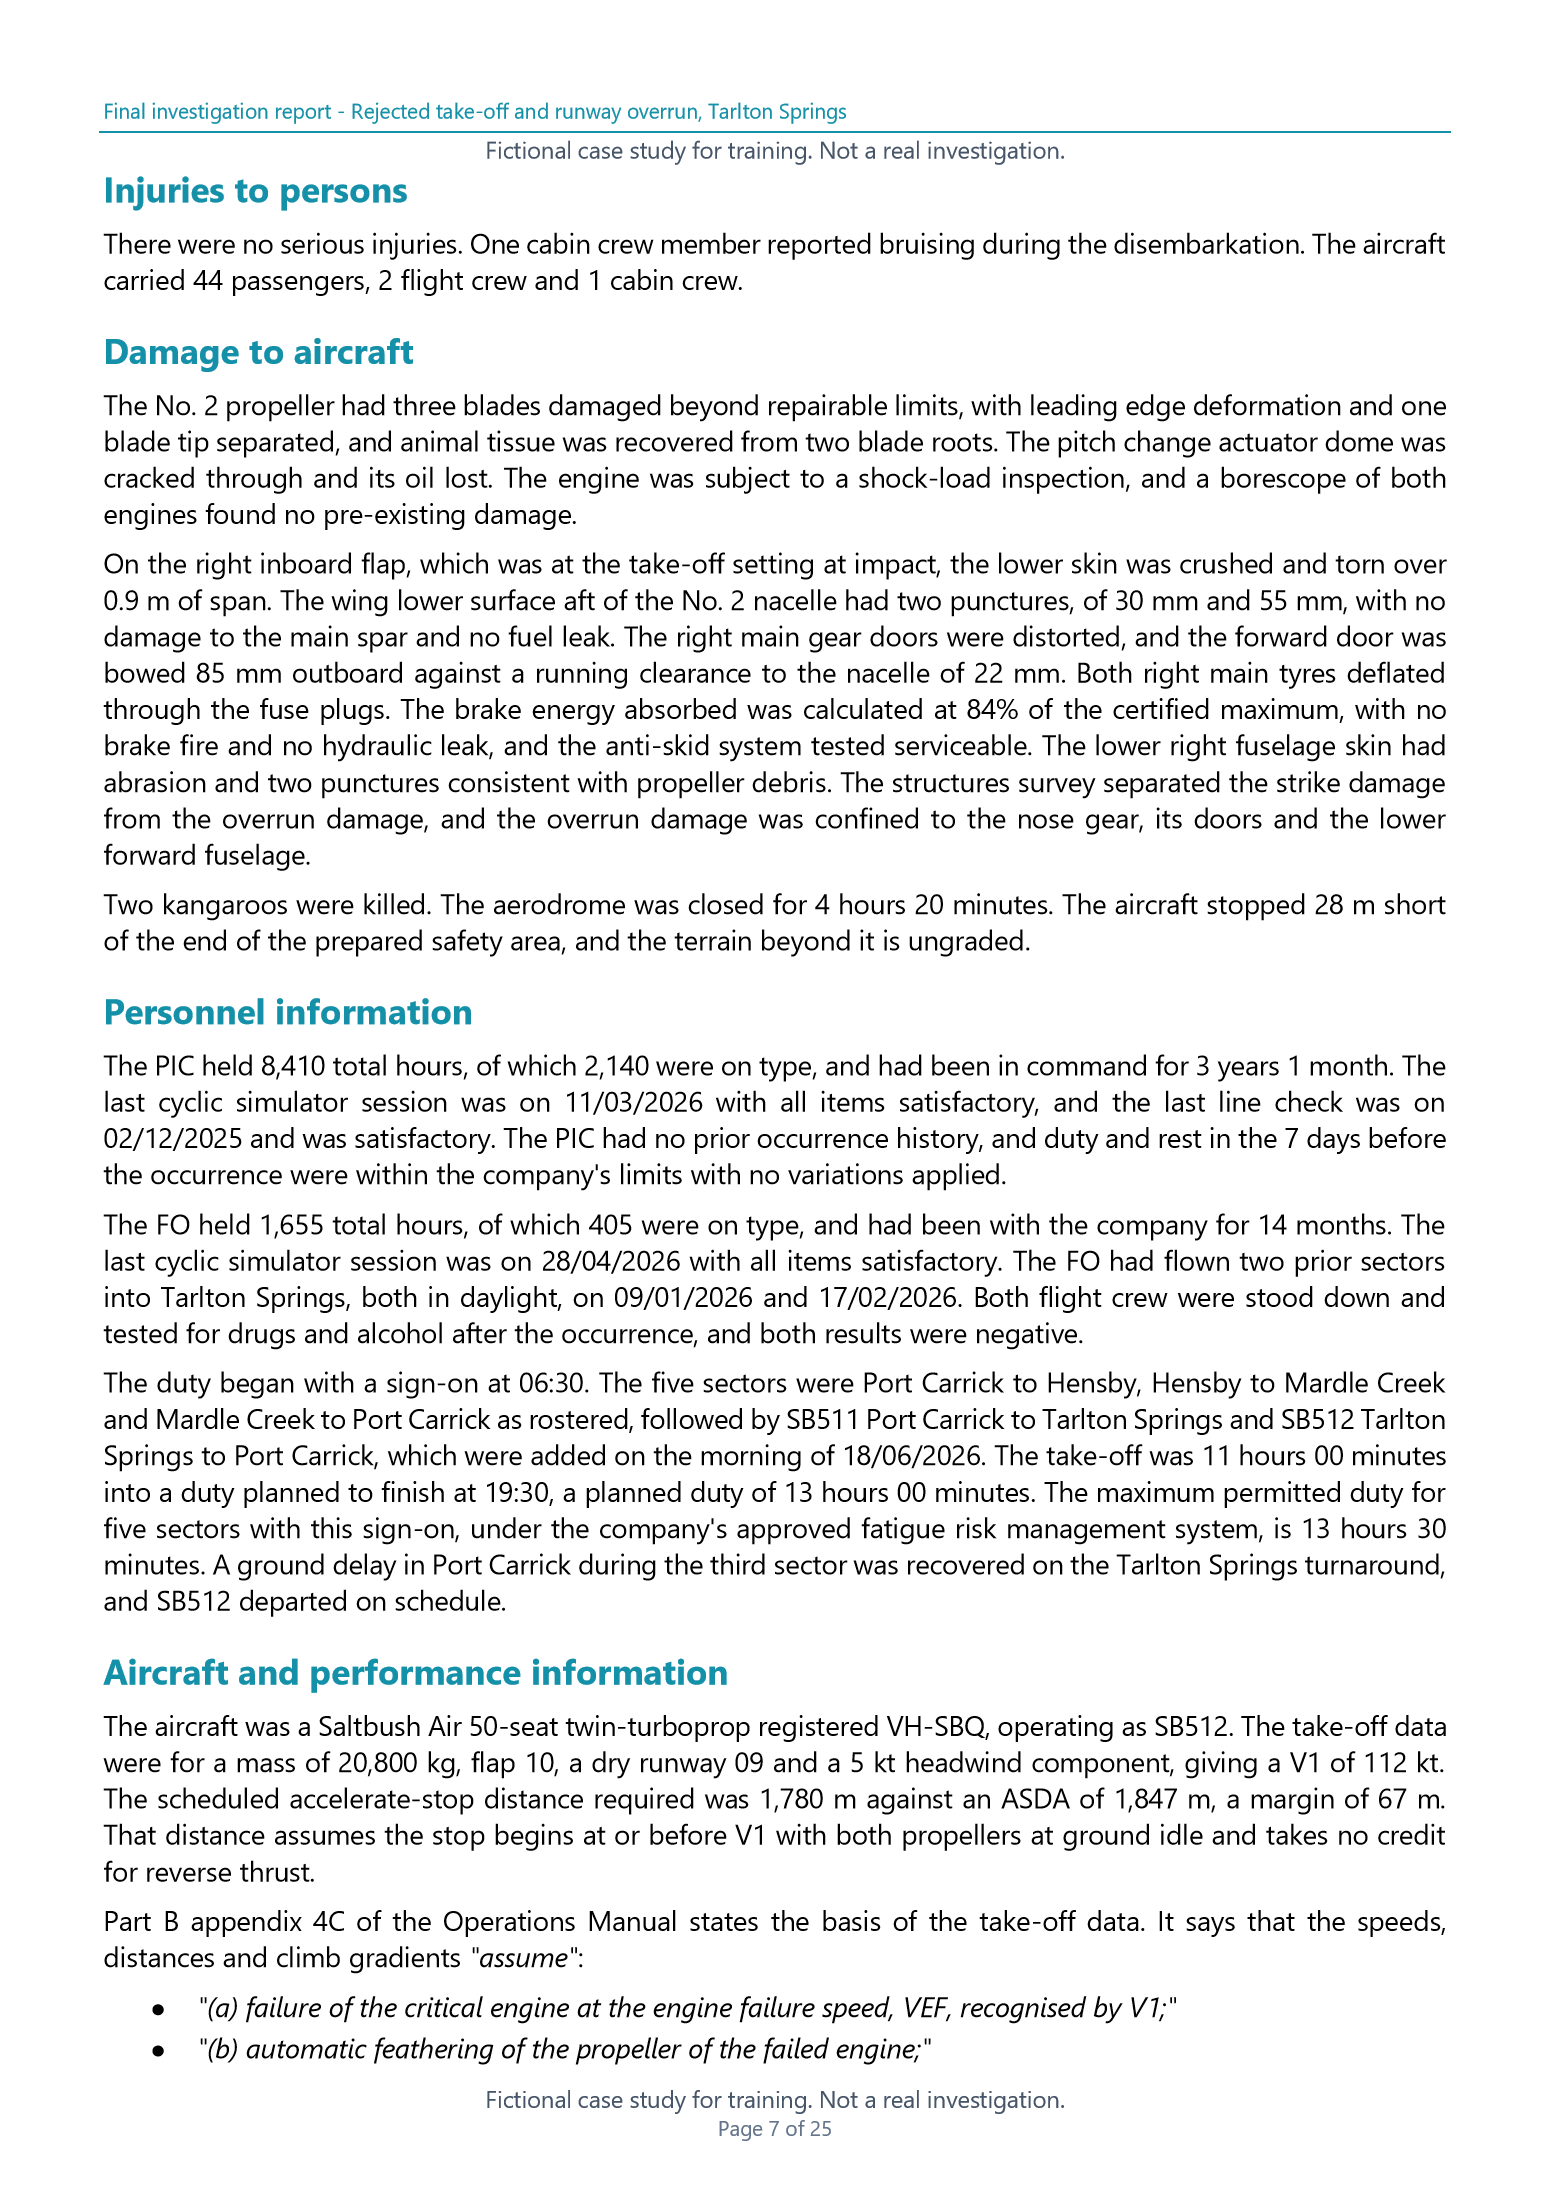 Final investigation report - Rejected take-off and runway overrun, Tarlton Springs
Fictional case study for training. Not a real investigation.
Injuries to persons
There were no serious injuries. One cabin crew member reported bruising during the disembarkation. The aircraft
carried 44 passengers, 2 flight crew and 1 cabin crew.
Damage to aircraft
The No. 2 propeller had three blades damaged beyond repairable limits, with leading edge deformation and one
blade tip separated, and animal tissue was recovered from two blade roots. The pitch change actuator dome was
cracked through and its oil lost. The engine was subject to a shock-load inspection, and a borescope of both
engines found no pre-existing damage.
On the right inboard flap, which was at the take-off setting at impact, the lower skin was crushed and torn over
0.9 m of span. The wing lower surface aft of the No. 2 nacelle had two punctures, of 30 mm and 55 mm, with no
damage to the main spar and no fuel leak. The right main gear doors were distorted, and the forward door was
bowed 85 mm outboard against a running clearance to the nacelle of 22 mm. Both right main tyres deflated
through the fuse plugs. The brake energy absorbed was calculated at 84% of the certified maximum, with no
brake fire and no hydraulic leak, and the anti-skid system tested serviceable. The lower right fuselage skin had
abrasion and two punctures consistent with propeller debris. The structures survey separated the strike damage
from the overrun damage, and the overrun damage was confined to the nose gear, its doors and the lower
forward fuselage.
Two kangaroos were killed. The aerodrome was closed for 4 hours 20 minutes. The aircraft stopped 28 m short
of the end of the prepared safety area, and the terrain beyond it is ungraded.
Personnel information
The PIC held 8,410 total hours, of which 2,140 were on type, and had been in command for 3 years 1 month. The
last cyclic simulator session was on 11/03/2026 with all items satisfactory, and the last line check was on
02/12/2025 and was satisfactory. The PIC had no prior occurrence history, and duty and rest in the 7 days before
the occurrence were within the company's limits with no variations applied.
The FO held 1,655 total hours, of which 405 were on type, and had been with the company for 14 months. The
last cyclic simulator session was on 28/04/2026 with all items satisfactory. The FO had flown two prior sectors
into Tarlton Springs, both in daylight, on 09/01/2026 and 17/02/2026. Both flight crew were stood down and
tested for drugs and alcohol after the occurrence, and both results were negative.
The duty began with a sign-on at 06:30. The five sectors were Port Carrick to Hensby, Hensby to Mardle Creek
and Mardle Creek to Port Carrick as rostered, followed by SB511 Port Carrick to Tarlton Springs and SB512 Tarlton
Springs to Port Carrick, which were added on the morning of 18/06/2026. The take-off was 11 hours 00 minutes
into a duty planned to finish at 19:30, a planned duty of 13 hours 00 minutes. The maximum permitted duty for
five sectors with this sign-on, under the company's approved fatigue risk management system, is 13 hours 30
minutes. A ground delay in Port Carrick during the third sector was recovered on the Tarlton Springs turnaround,
and SB512 departed on schedule.
Aircraft and performance information
The aircraft was a Saltbush Air 50-seat twin-turboprop registered VH-SBQ, operating as SB512. The take-off data
were for a mass of 20,800 kg, flap 10, a dry runway 09 and a 5 kt headwind component, giving a V1 of 112 kt.
The scheduled accelerate-stop distance required was 1,780 m against an ASDA of 1,847 m, a margin of 67 m.
That distance assumes the stop begins at or before V1 with both propellers at ground idle and takes no credit
for reverse thrust.
Part B appendix 4C of the Operations Manual states the basis of the take-off data. It says that the speeds,
distances and climb gradients "assume":
● "(a) failure of the critical engine at the engine failure speed, VEF, recognised by V1;"
● "(b) automatic feathering of the propeller of the failed engine;"
Fictional case study for training. Not a real investigation.
Page 7 of 25